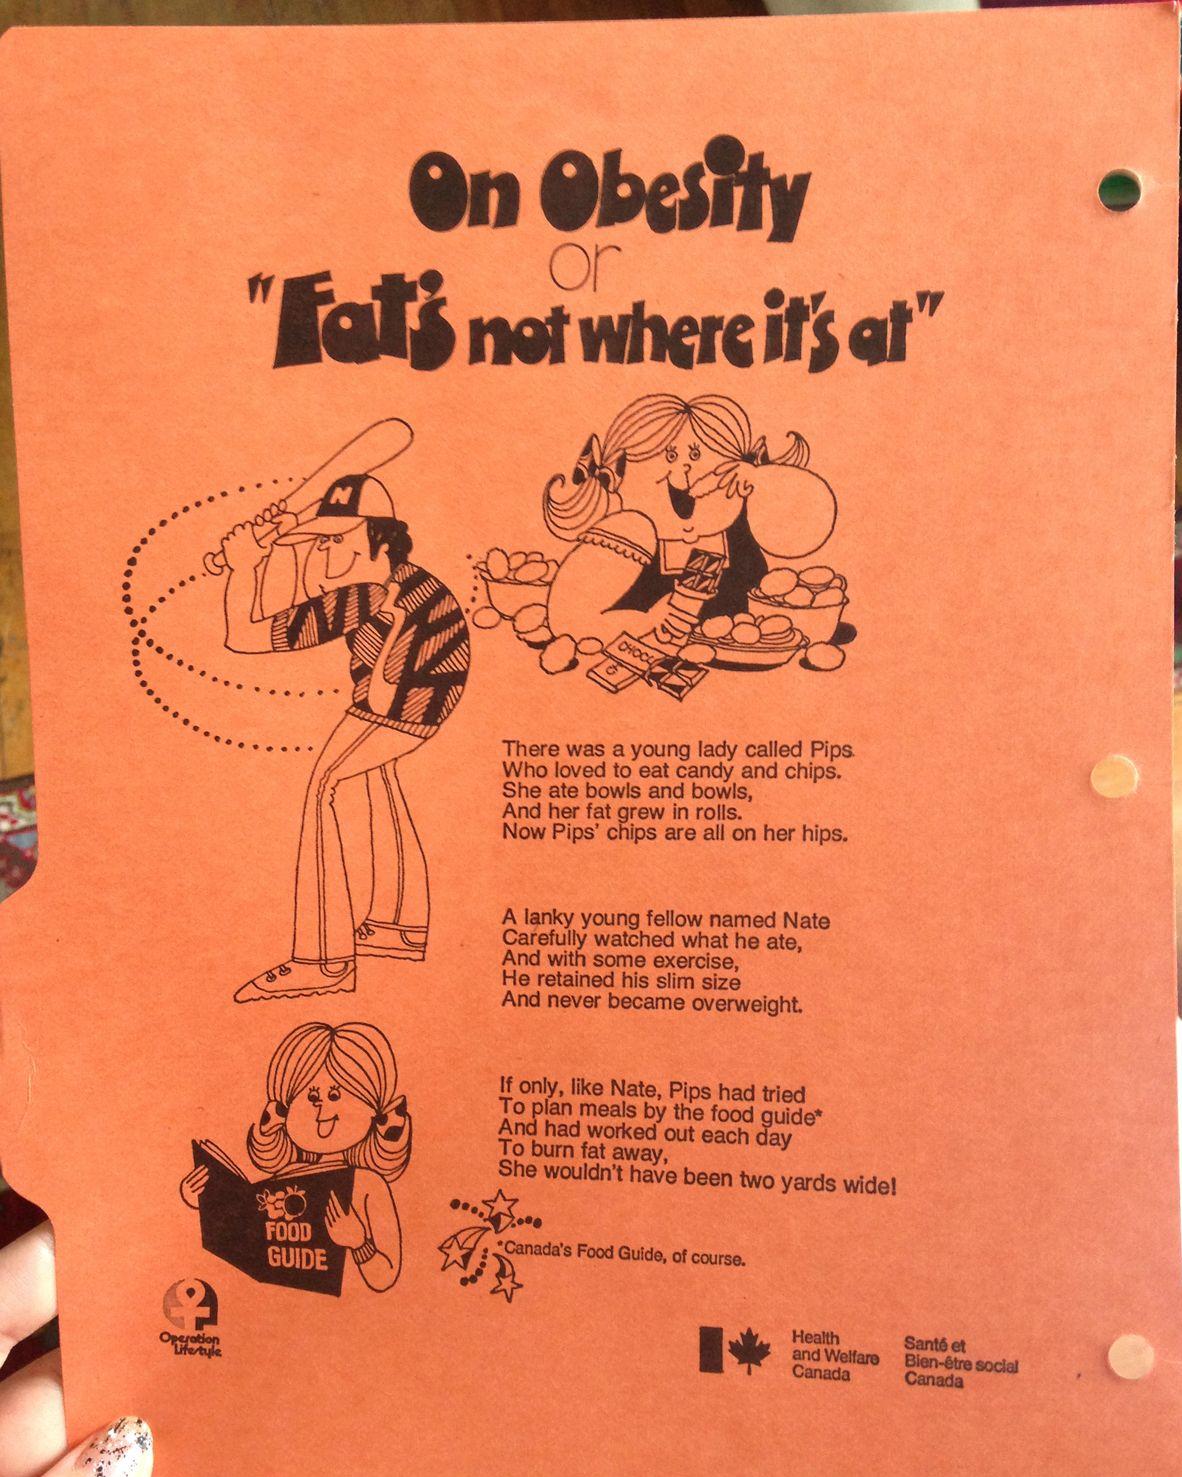 On Obesity
or
"Fat's not where it's at"
N
CHOC
There was a young lady called Pips
Who loved to eat candy and chips.
She ate bowls and bowls,
And her fat grew in rolls.
Now Pips' chips are all on her hips.
A lanky young fellow named Nate
Carefully watched what he ate,
And with some exercise,
He retained his slim size
And never became overweight.
If only, like Nate, Pips had tried
To plan meals by the food guide*
And had worked out each day
To burn fat away,
She wouldn't have been two yards wide!
*Canada's Food Guide, of course.
FOOD
GUIDE
Operation
Lifestyle
Health
and Welfare
Canada
Santé et
Bien-être social
Canada